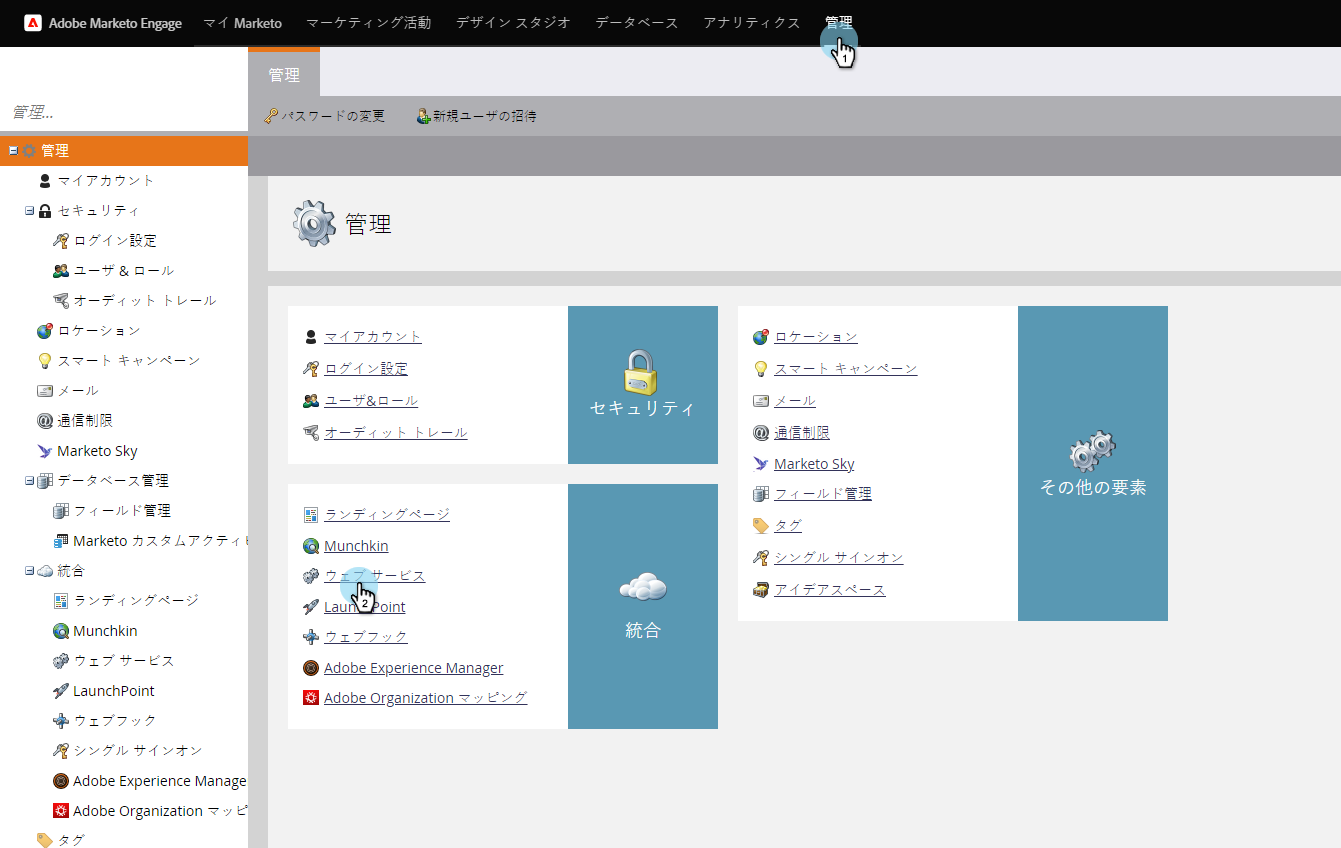 Adobe Marketo Engage マイ Marketo マーケティング活動 デザイン スタジオ データベース アナリティクス 管理
1
管理
管理...
パスワードの変更 新規ユーザの招待
管理
マイアカウント
セキュリティ
ログイン設定
ユーザ & ロール
オーディット トレール
ロケーション
スマート キャンペーン
メール
通信制限
Marketo Sky
データベース管理
フィールド管理
Marketo カスタムアクティビ
統合
ランディングページ
Munchkin
ウェブ サービス
LaunchPoint
ウェブフック
シングル サインオン
Adobe Experience Manage
Adobe Organization マッピ
タグ
管理
マイアカウント
ログイン設定
ユーザ&ロール
オーディット トレール
セキュリティ
ランディングページ
Munchkin
ウェブ サービス
2
LaunchPoint
ウェブフック
Adobe Experience Manager
Adobe Organization マッピング
統合
ロケーション
スマート キャンペーン
メール
通信制限
Marketo Sky
フィールド管理
タグ
シングル サインオン
アイデアスペース
その他の要素